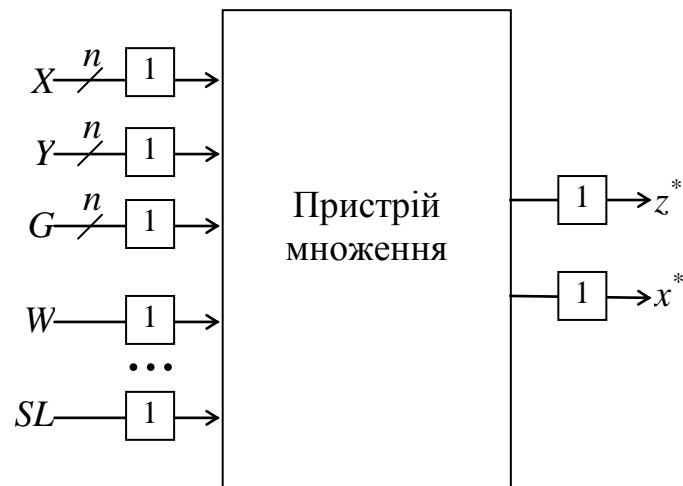 n
X 1
n
Y 1
n
G 1
W 1
...
SL 1
Пристрій
множення
1 z*
1 x*